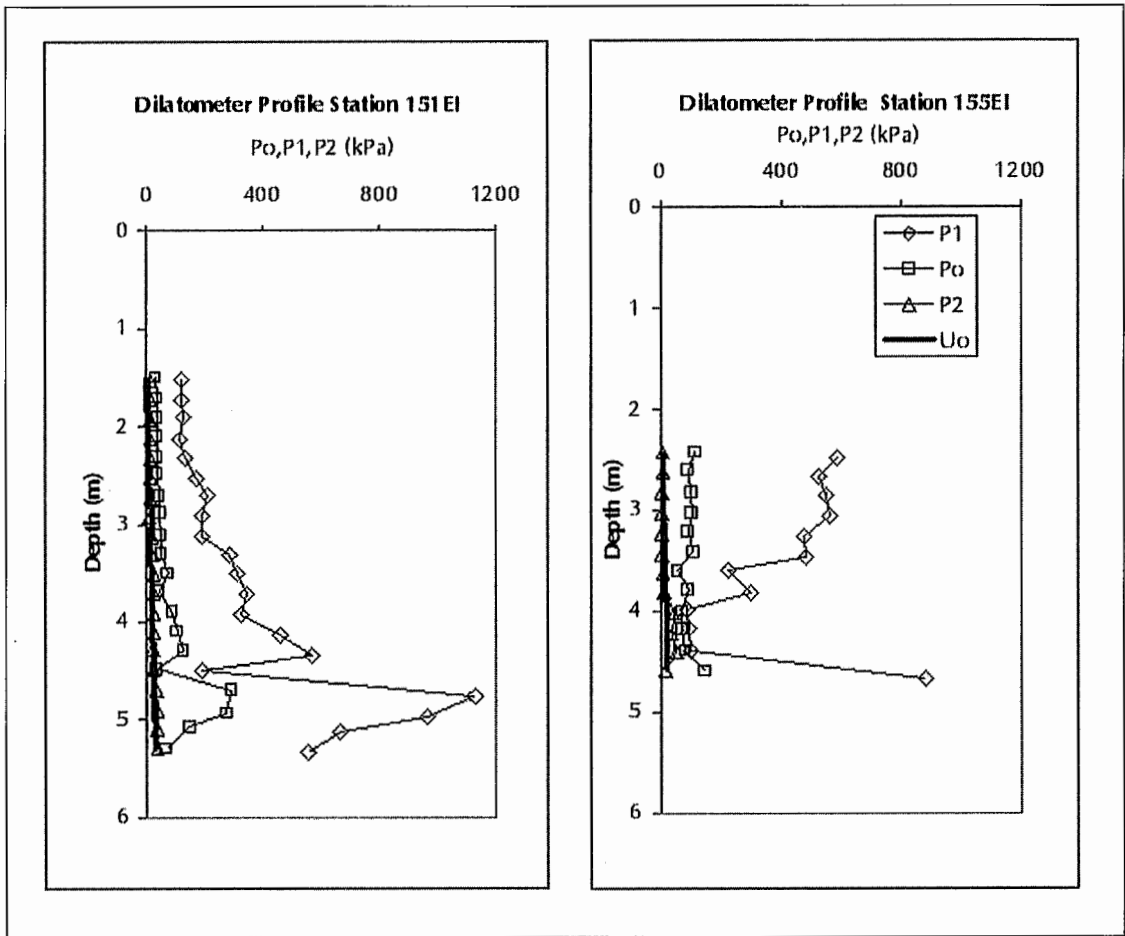 Dilatometer Profile Station 151EI
Po,P1,P2 (kPa)
0 400 800 1200
0
1
2
3
4
5
6
Depth (m)
Dilatometer Profile Station 155EI
Po,P1,P2 (kPa)
0 400 800 1200
0
1
2
3
4
5
6
Depth (m)
P1
Po
P2
Uo